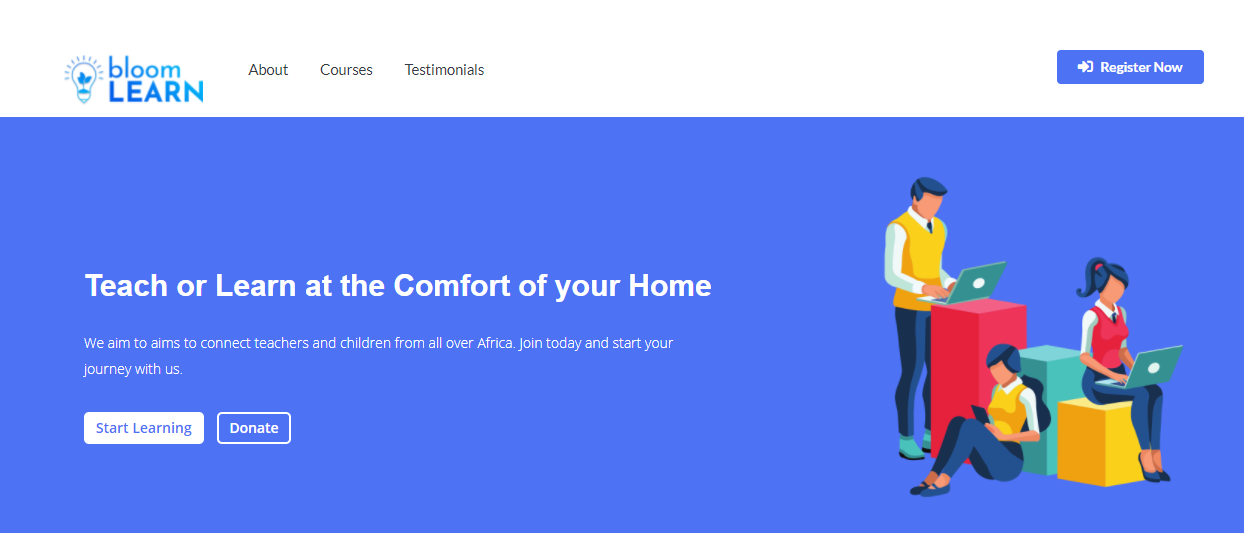 bloom
LEARN
About
Courses
Testimonials
Register Now
Teach or Learn at the Comfort of your Home
We aim to aims to connect teachers and children from all over Africa. Join today and start your
journey with us.
Start Learning
Donate